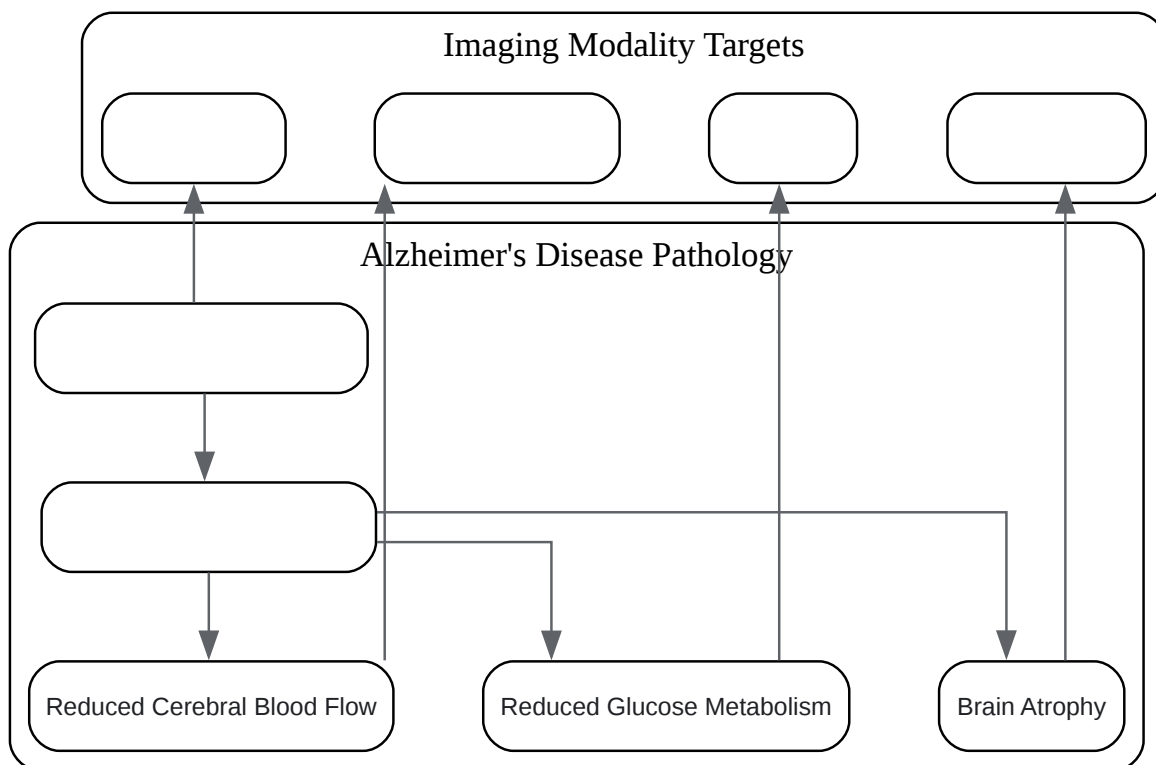 Imaging Modality Targets
Alzheimer's Disease Pathology
Reduced Cerebral Blood Flow
Reduced Glucose Metabolism
Brain Atrophy